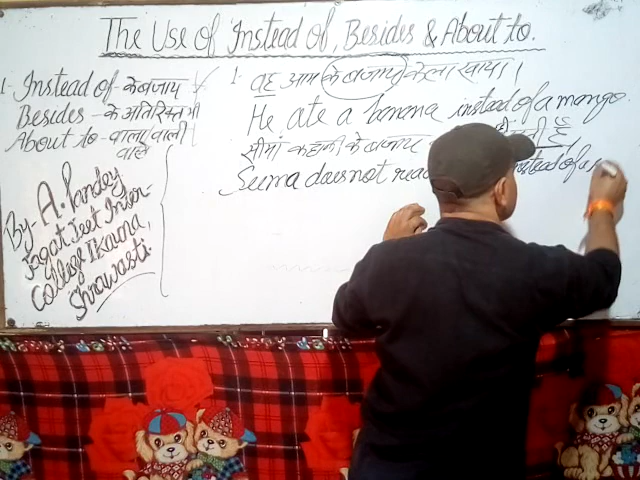 The Use of Instead of, Besides & About to.
1- Instead of - के बजाय
Besides - के अतिरिक्त भी
About to - वाला वाली
वाले
By- A. Pandey
Jagat Jeet Inter-
College Ikauna,
Shrawasti.
1- वह आम के बजाय केला खाया।
He ate a banana instead of a mango.
सीमा कहानी के बजाय
Seema does not read instead of a